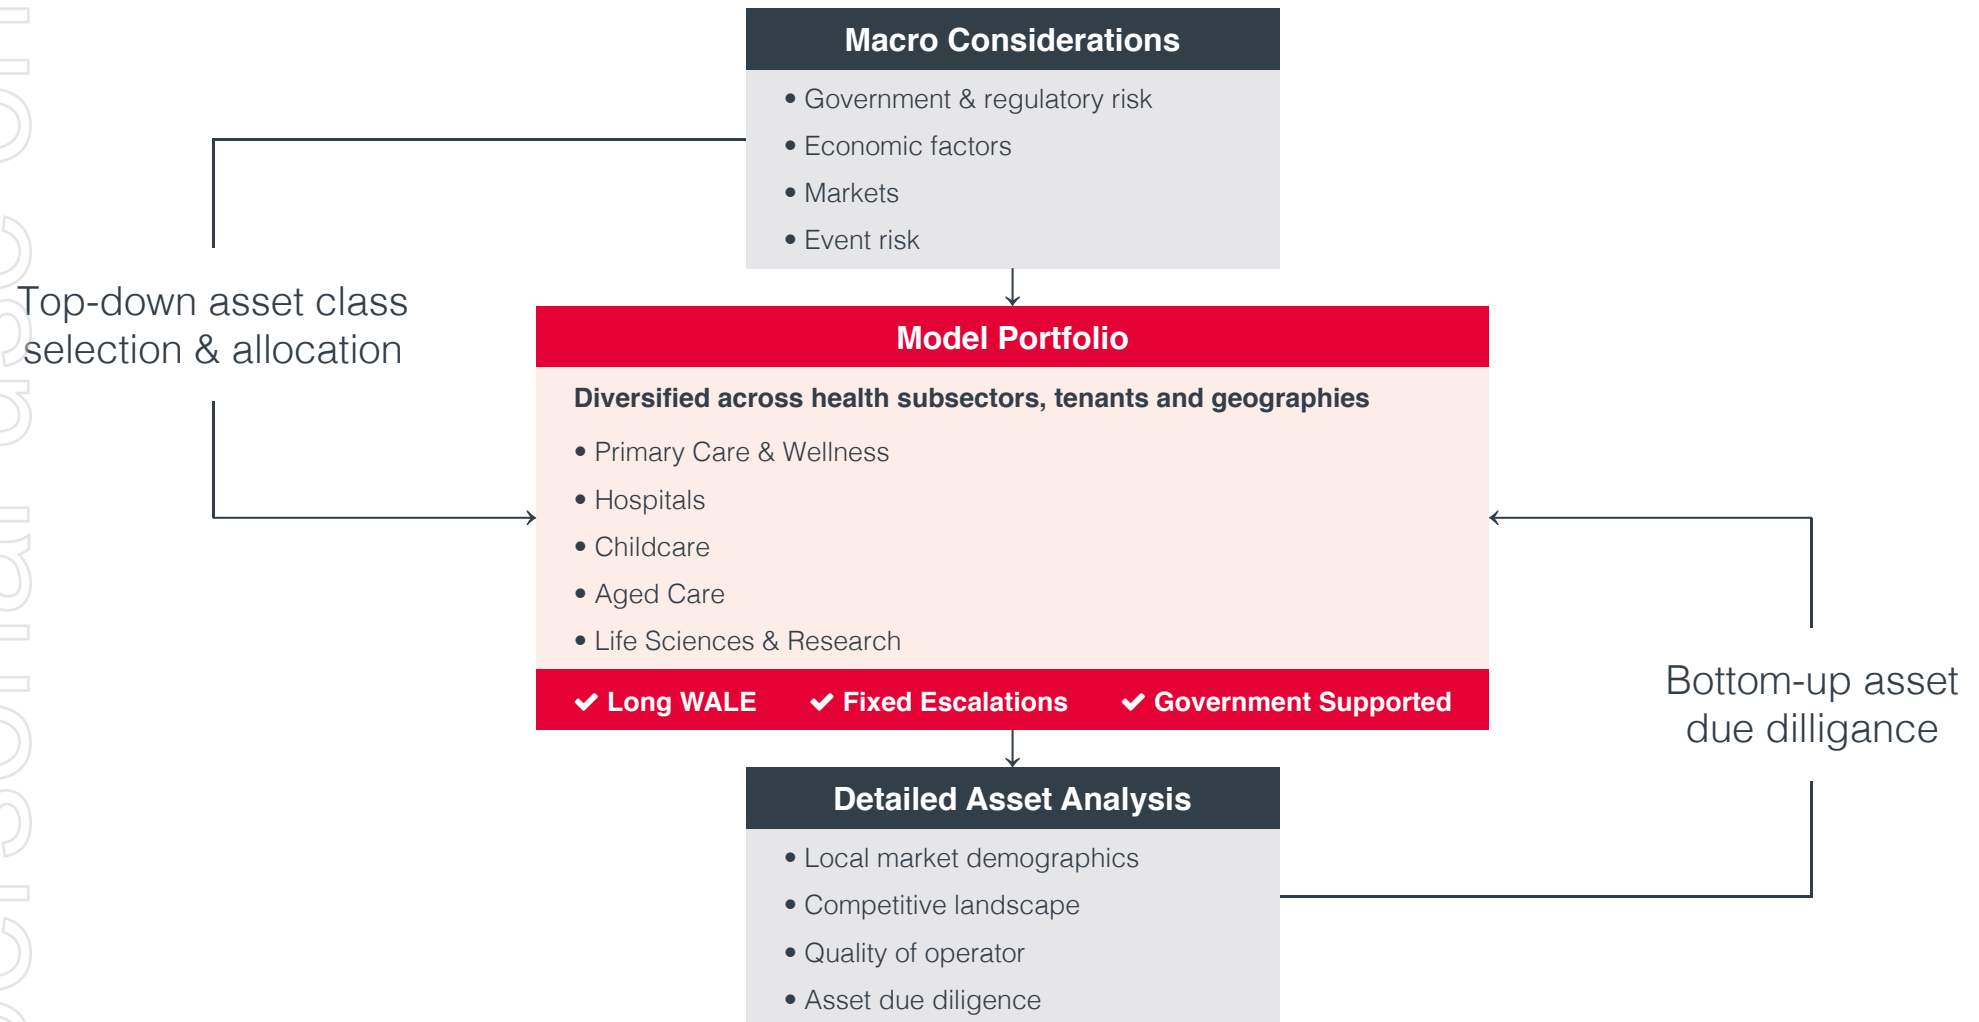 Macro Considerations
• Government & regulatory risk
• Economic factors
• Markets
• Event risk
Top-down asset class
selection & allocation
Model Portfolio
Diversified across health subsectors, tenants and geographies
• Primary Care & Wellness
• Hospitals
• Childcare
• Aged Care
• Life Sciences & Research
✓ Long WALE ✓ Fixed Escalations ✓ Government Supported
Bottom-up asset
due dilligance
Detailed Asset Analysis
• Local market demographics
• Competitive landscape
• Quality of operator
• Asset due diligence